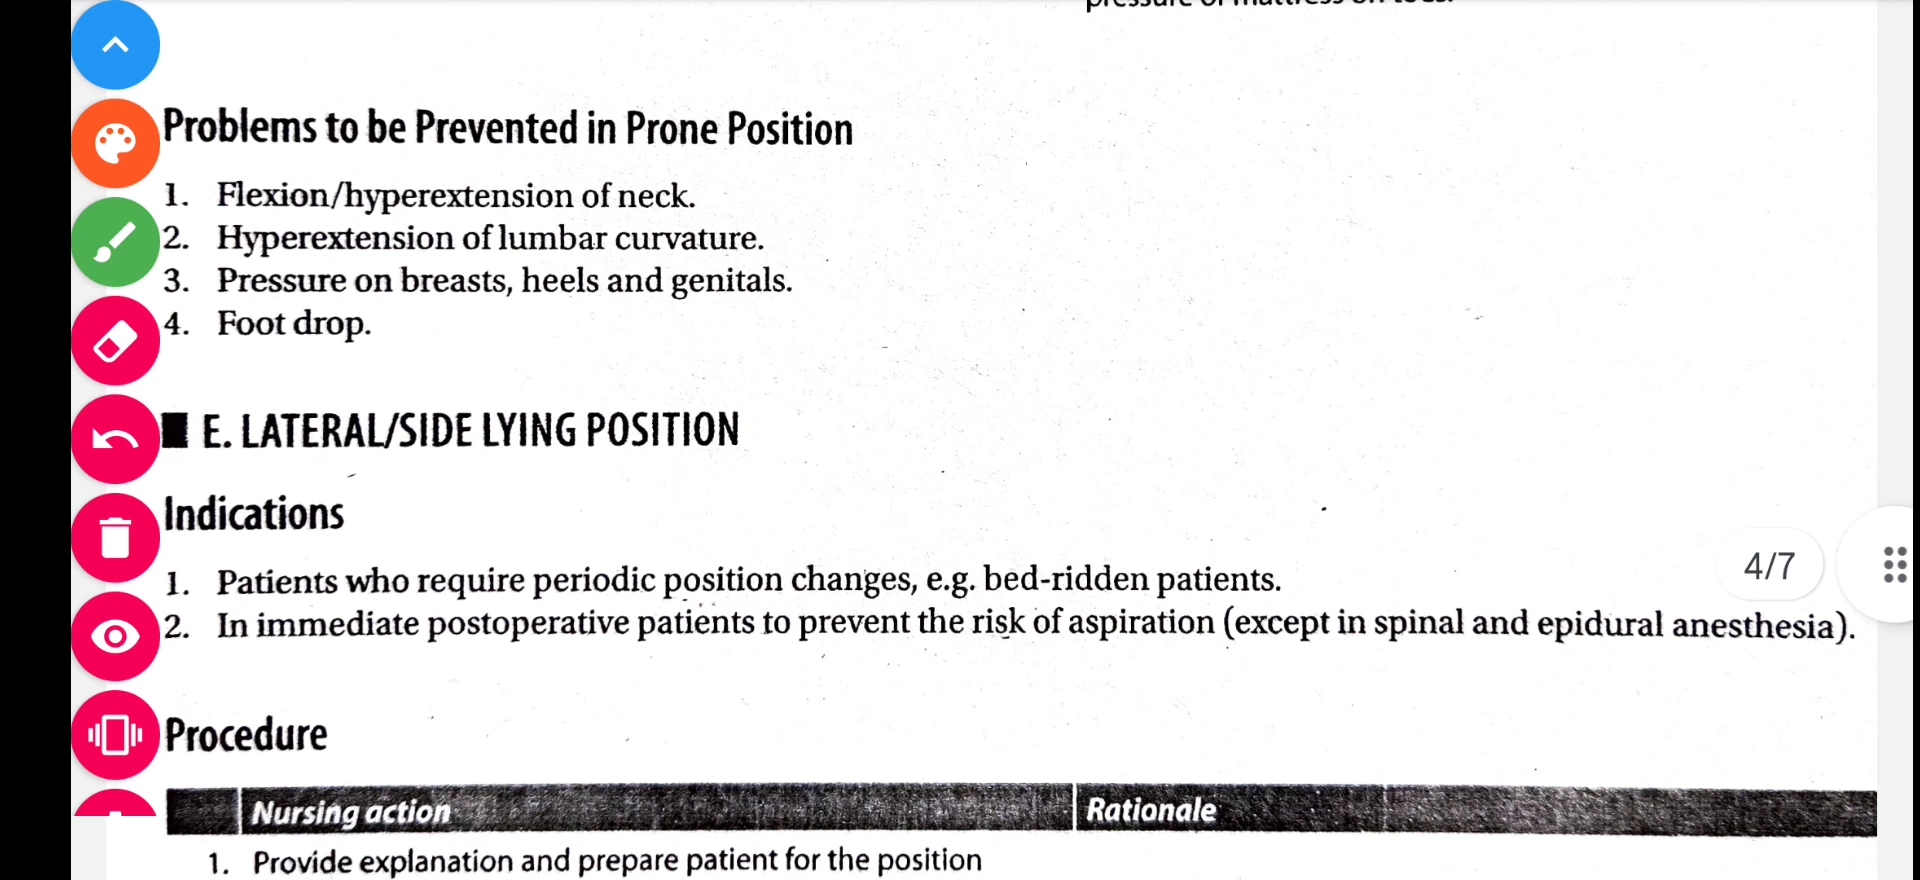 Problems to be Prevented in Prone Position
1. Flexion/hyperextension of neck.
2. Hyperextension of lumbar curvature.
3. Pressure on breasts, heels and genitals.
4. Foot drop.
E. LATERAL/SIDE LYING POSITION
Indications
1. Patients who require periodic position changes, e.g. bed-ridden patients.
4/7
2. In immediate postoperative patients to prevent the risk of aspiration (except in spinal and epidural anesthesia).
Procedure
Nursing action Rationale
1. Provide explanation and prepare patient for the position